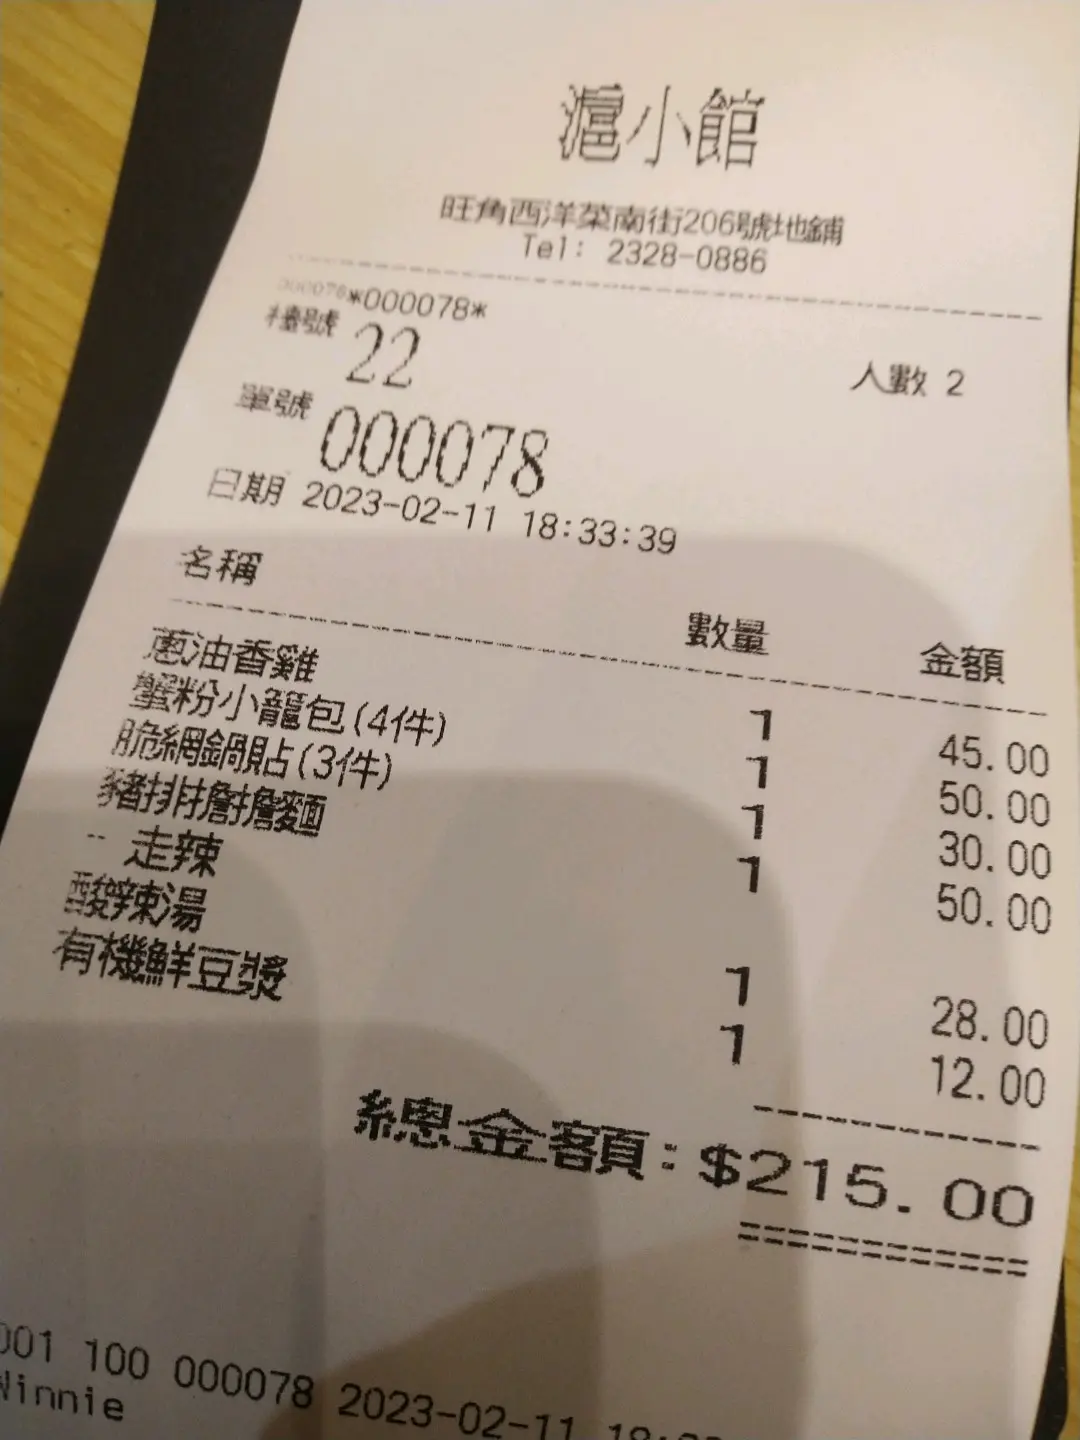 滬小館
旺角西洋菜南街206號地鋪
Tel: 2328-0886
000078*000078*
檯號 22 人數 2
單號 000078
日期 2023-02-11 18:33:39
名稱 數量 金額
蔥油香雞 1 45.00
蟹粉小籠包(4件) 1 50.00
脆網鍋貼(3件) 1 30.00
豬排擔擔麵 1 50.00
-- 走辣
酸辣湯 1 28.00
有機鮮豆漿 1 12.00
總金額:$215.00
001 100 000078 2023-02-11
Winnie